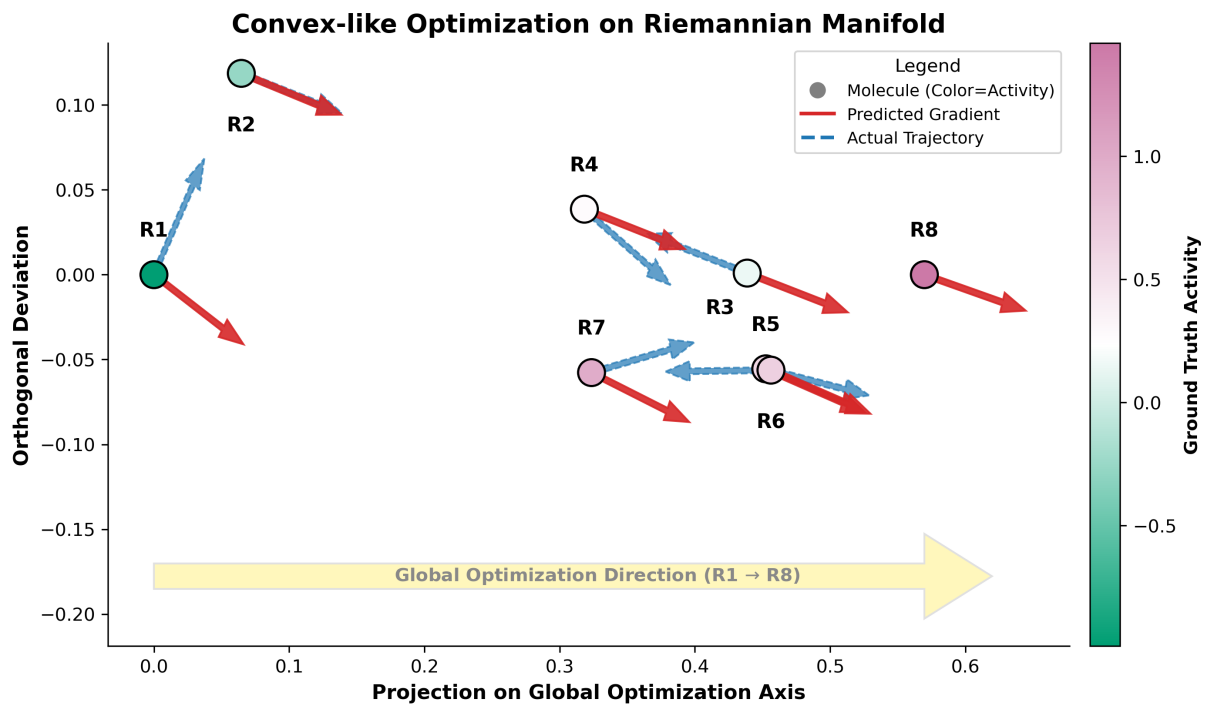 Convex-like Optimization on Riemannian Manifold
Legend
Molecule (Color=Activity)
Predicted Gradient
Actual Trajectory
R2
R4
R1
R8
R3
R5
R7
R6
Global Optimization Direction (R1 → R8)
0.10
0.05
0.00
−0.05
−0.10
−0.15
−0.20
Orthogonal Deviation
0.0
0.1
0.2
0.3
0.4
0.5
0.6
Projection on Global Optimization Axis
1.0
0.5
0.0
−0.5
Ground Truth Activity